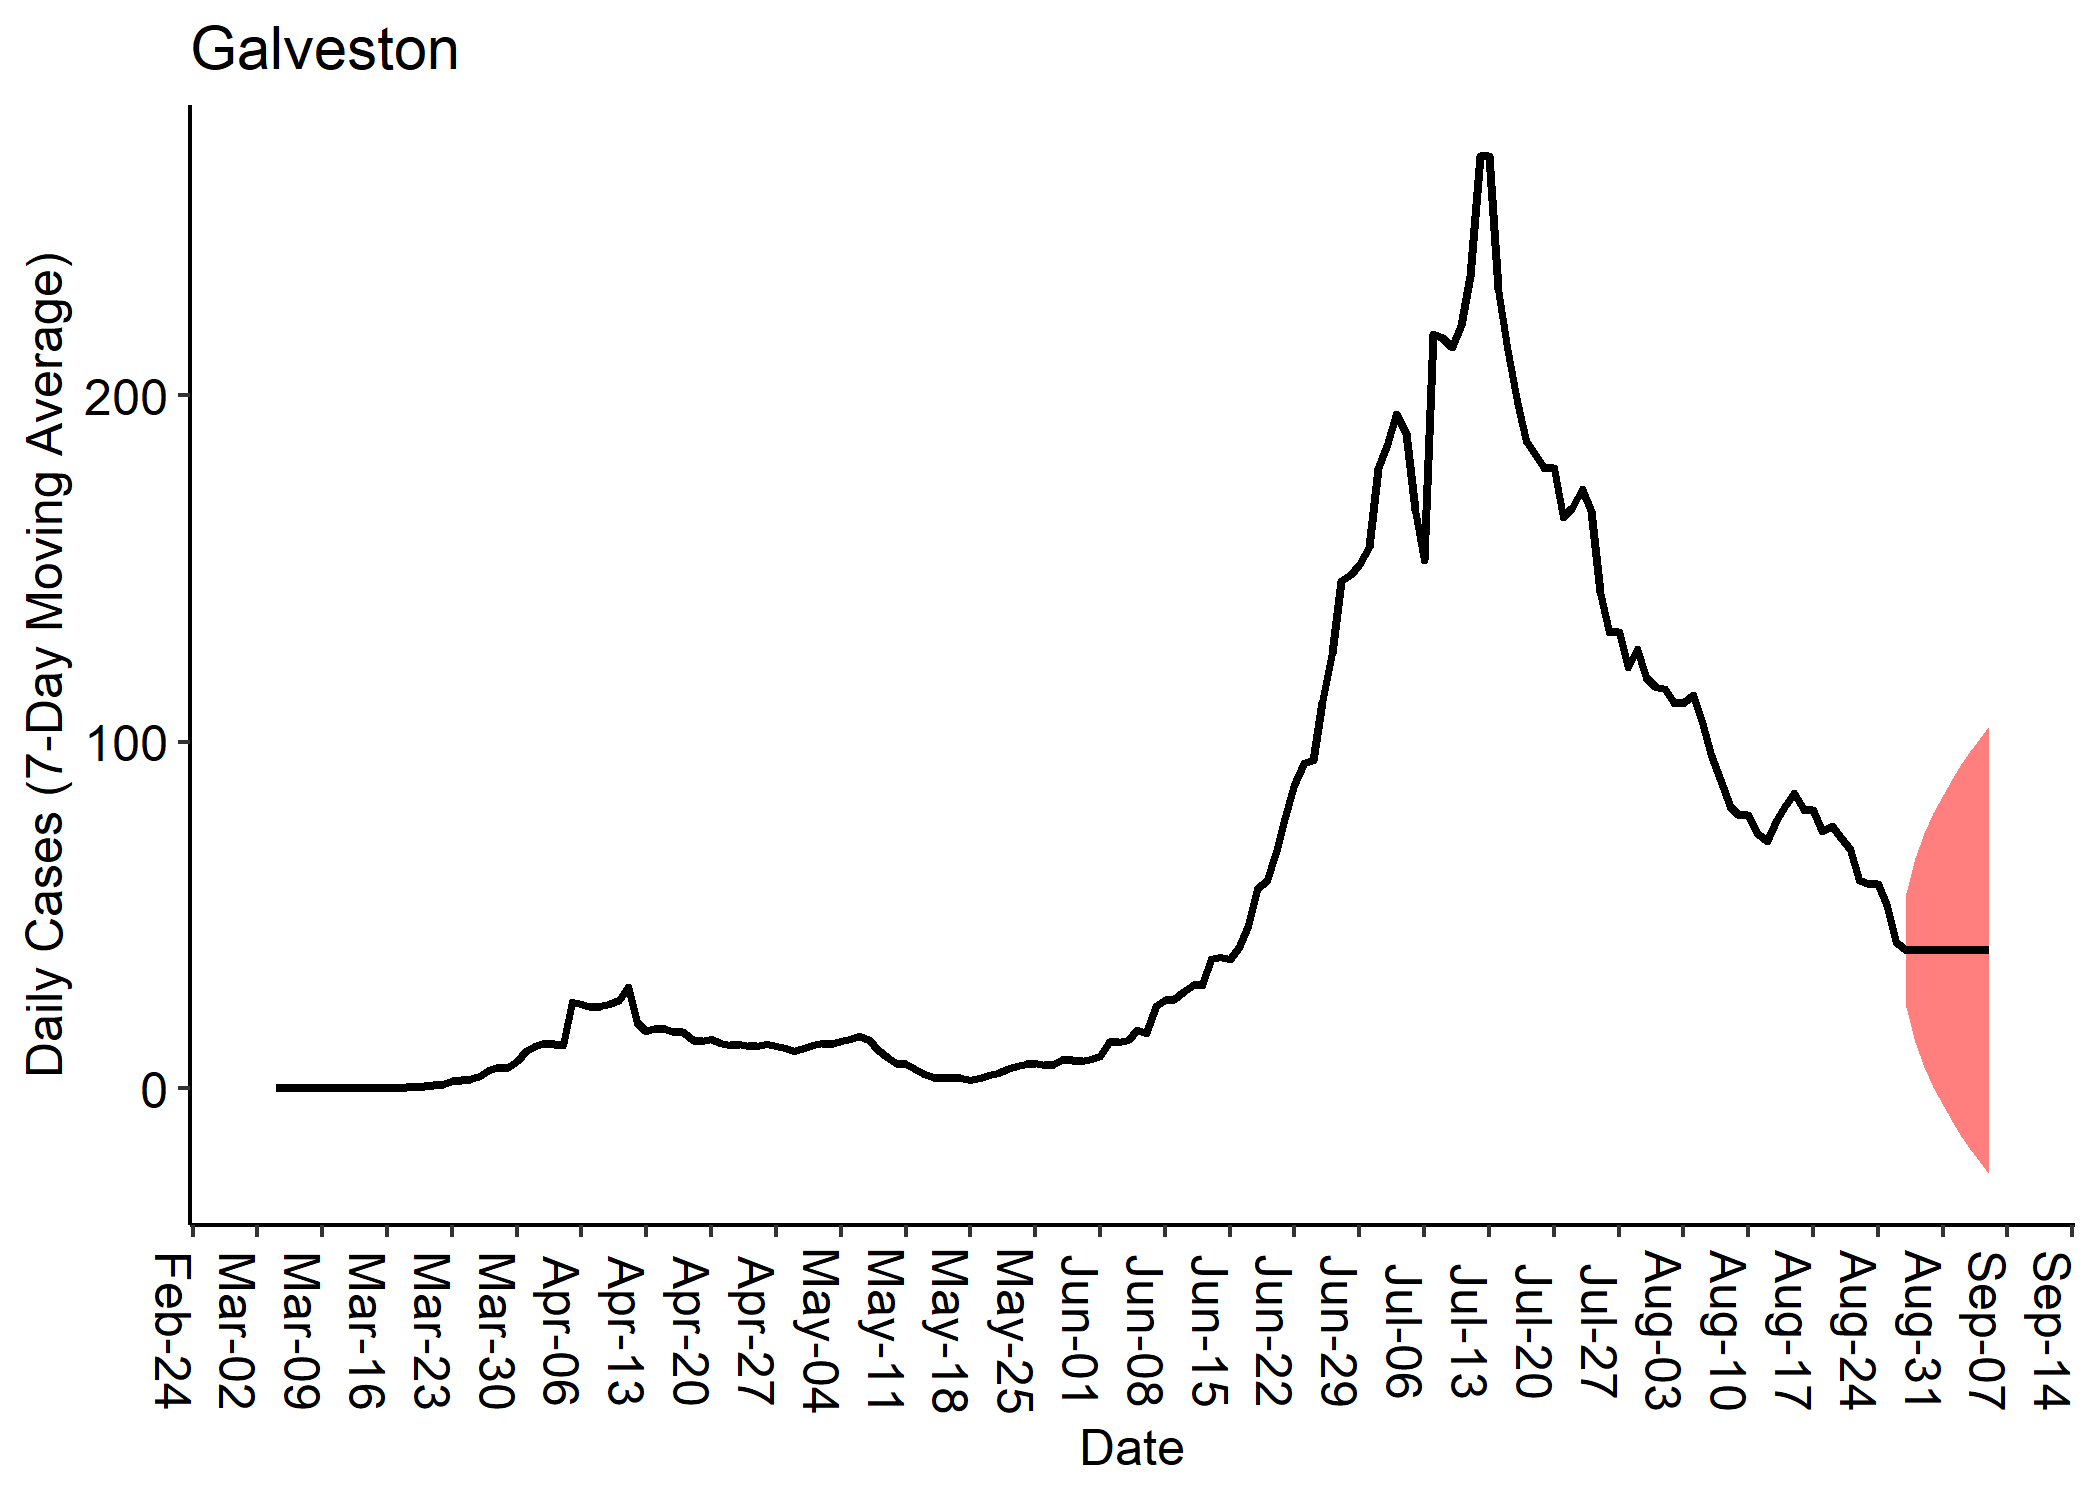 Galveston
Daily Cases (7-Day Moving Average)
200
100
0
Feb-24
Mar-02
Mar-09
Mar-16
Mar-23
Mar-30
Apr-06
Apr-13
Apr-20
Apr-27
May-04
May-11
May-18
May-25
Jun-01
Jun-08
Jun-15
Jun-22
Jun-29
Jul-06
Jul-13
Jul-20
Jul-27
Aug-03
Aug-10
Aug-17
Aug-24
Aug-31
Sep-07
Sep-14
Date